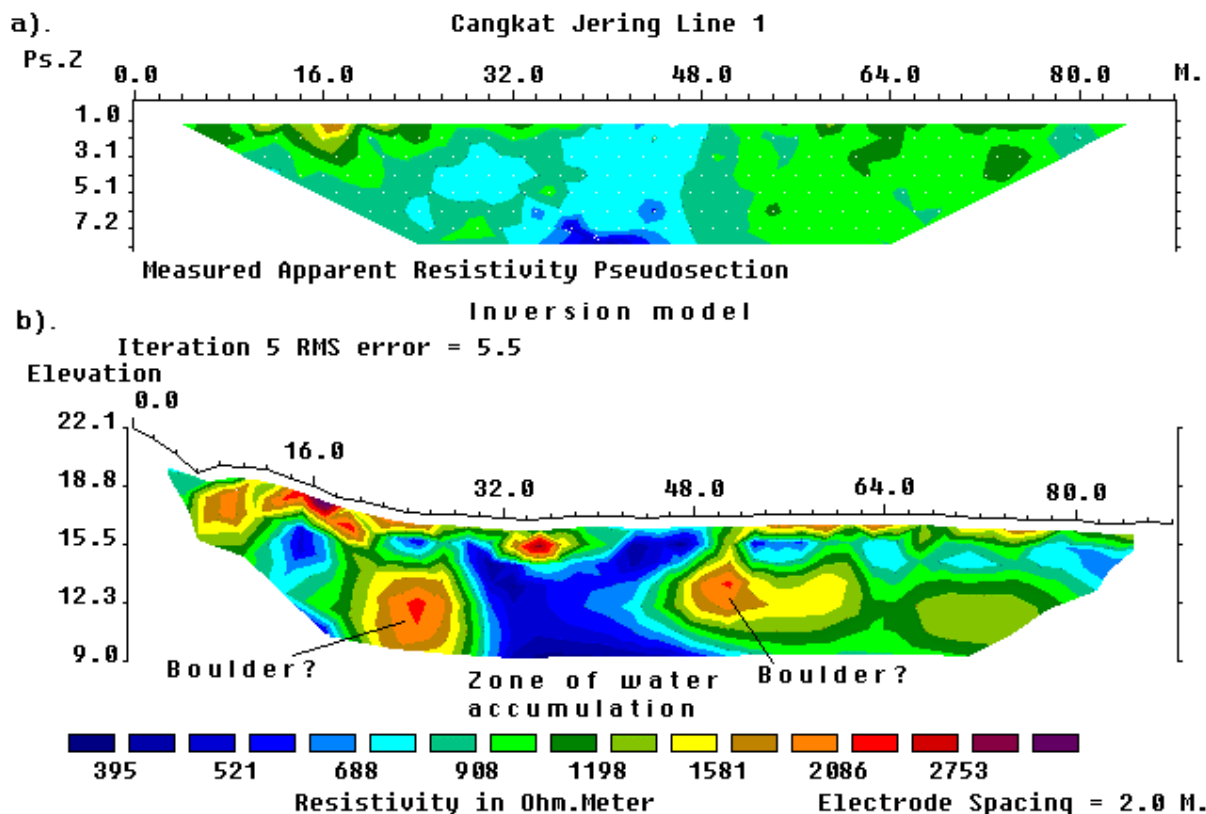 a).
Cangkat Jering Line 1
Ps.Z 0.0 16.0 32.0 48.0 64.0 80.0 M.
1.0
3.1
5.1
7.2
Measured Apparent Resistivity Pseudosection
Inversion model
b).
Iteration 5 RMS error = 5.5
Elevation
0.0
22.1
16.0
18.8
32.0 48.0 64.0 80.0
15.5
12.3
9.0
Boulder?
Zone of water
accumulation
Boulder?
395 521 688 908 1198 1581 2086 2753
Resistivity in Ohm.Meter
Electrode Spacing = 2.0 M.